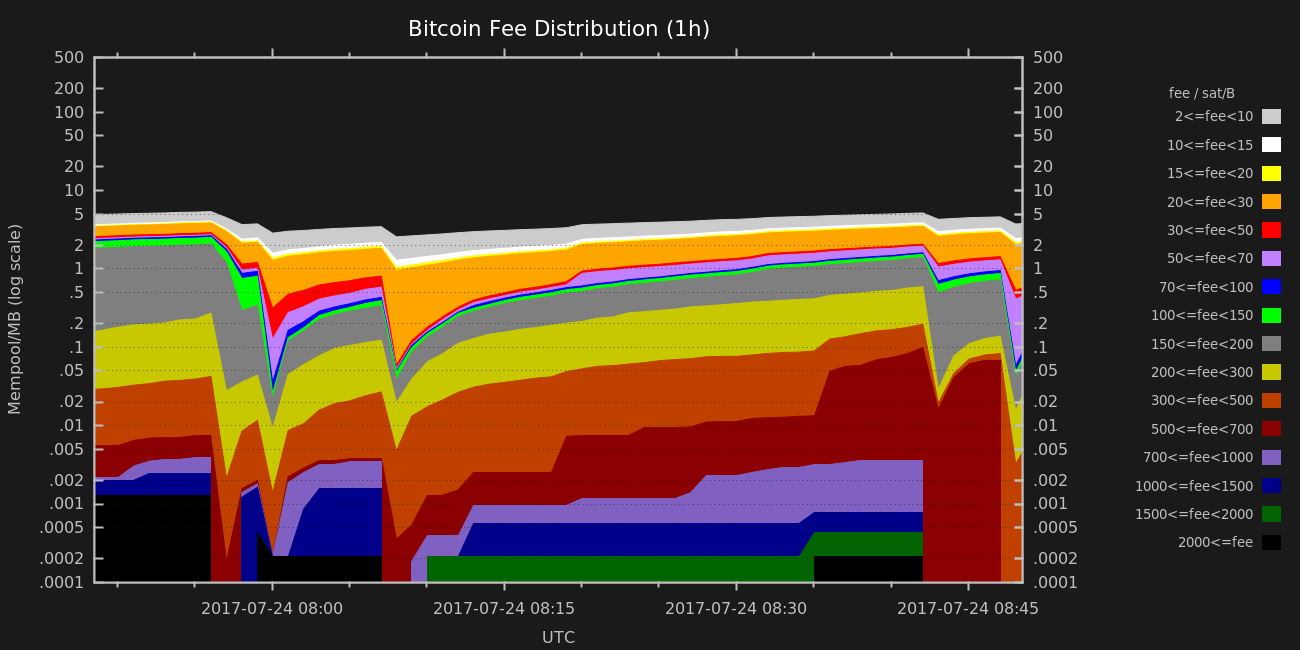 Bitcoin Fee Distribution (1h)
500
200
100
50
20
10
5
2
1
.5
.2
.1
.05
.02
.01
.005
.002
.001
.0005
.0002
.0001
Mempool/MB (log scale)
500
200
100
50
20
10
5
2
1
.5
.2
.1
.05
.02
.01
.005
.002
.001
.0005
.0002
.0001
2017-07-24 08:00 2017-07-24 08:15 2017-07-24 08:30 2017-07-24 08:45
UTC
fee / sat/B
2<=fee<10
10<=fee<15
15<=fee<20
20<=fee<30
30<=fee<50
50<=fee<70
70<=fee<100
100<=fee<150
150<=fee<200
200<=fee<300
300<=fee<500
500<=fee<700
700<=fee<1000
1000<=fee<1500
1500<=fee<2000
2000<=fee